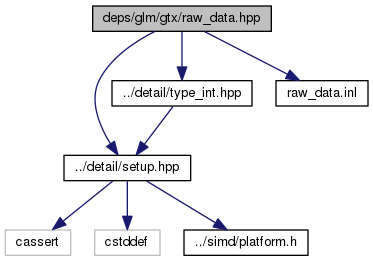 deps/glm/gtx/raw_data.hpp
../detail/type_int.hpp
raw_data.inl
../detail/setup.hpp
cassert
cstddef
../simd/platform.h